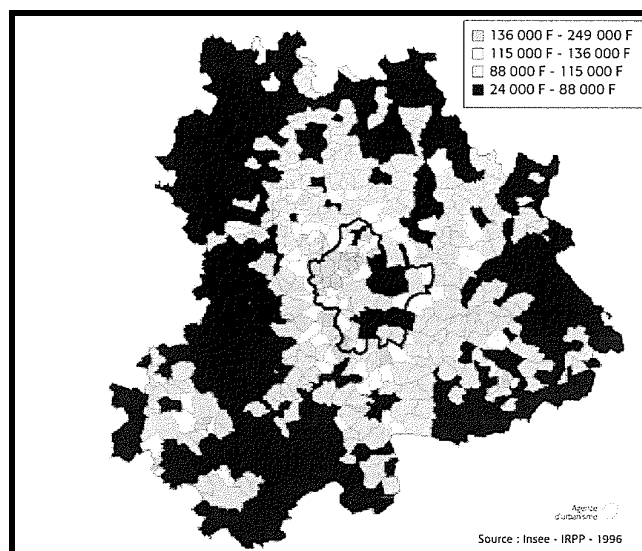 136 000 F - 249 000 F
115 000 F - 136 000 F
88 000 F - 115 000 F
24 000 F - 88 000 F
Agence
d'urbanisme
Source : Insee - IRPP - 1996